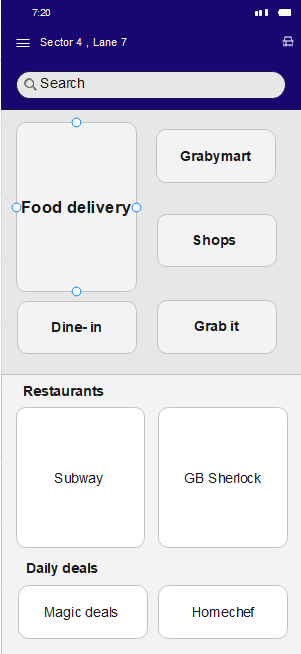 7:20
Sector 4 , Lane 7
Search
Food delivery
Grabymart
Shops
Dine- in
Grab it
Restaurants
Subway
GB Sherlock
Daily deals
Magic deals
Homechef